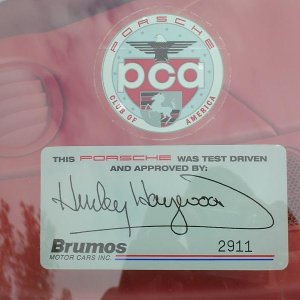 PORSCHE
pca
CLUB OF AMERICA
THIS PORSCHE WAS TEST DRIVEN
AND APPROVED BY:
Hurley Haywood
Brumos 2911
MOTOR CARS INC.